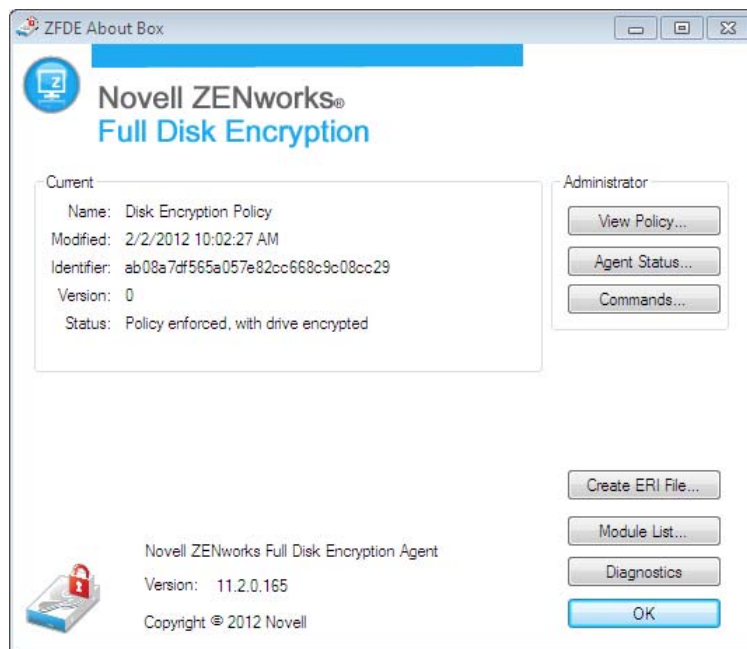 ZFDE About Box
Novell ZENworks®
Full Disk Encryption
Current
Name: Disk Encryption Policy
Modified: 2/2/2012 10:02:27 AM
Identifier: ab08a7df565a057e82cc668c9c08cc29
Version: 0
Status: Policy enforced, with drive encrypted
Administrator
View Policy...
Agent Status...
Commands...
Create ERI File...
Module List...
Diagnostics
OK
Novell ZENworks Full Disk Encryption Agent
Version: 11.2.0.165
Copyright © 2012 Novell